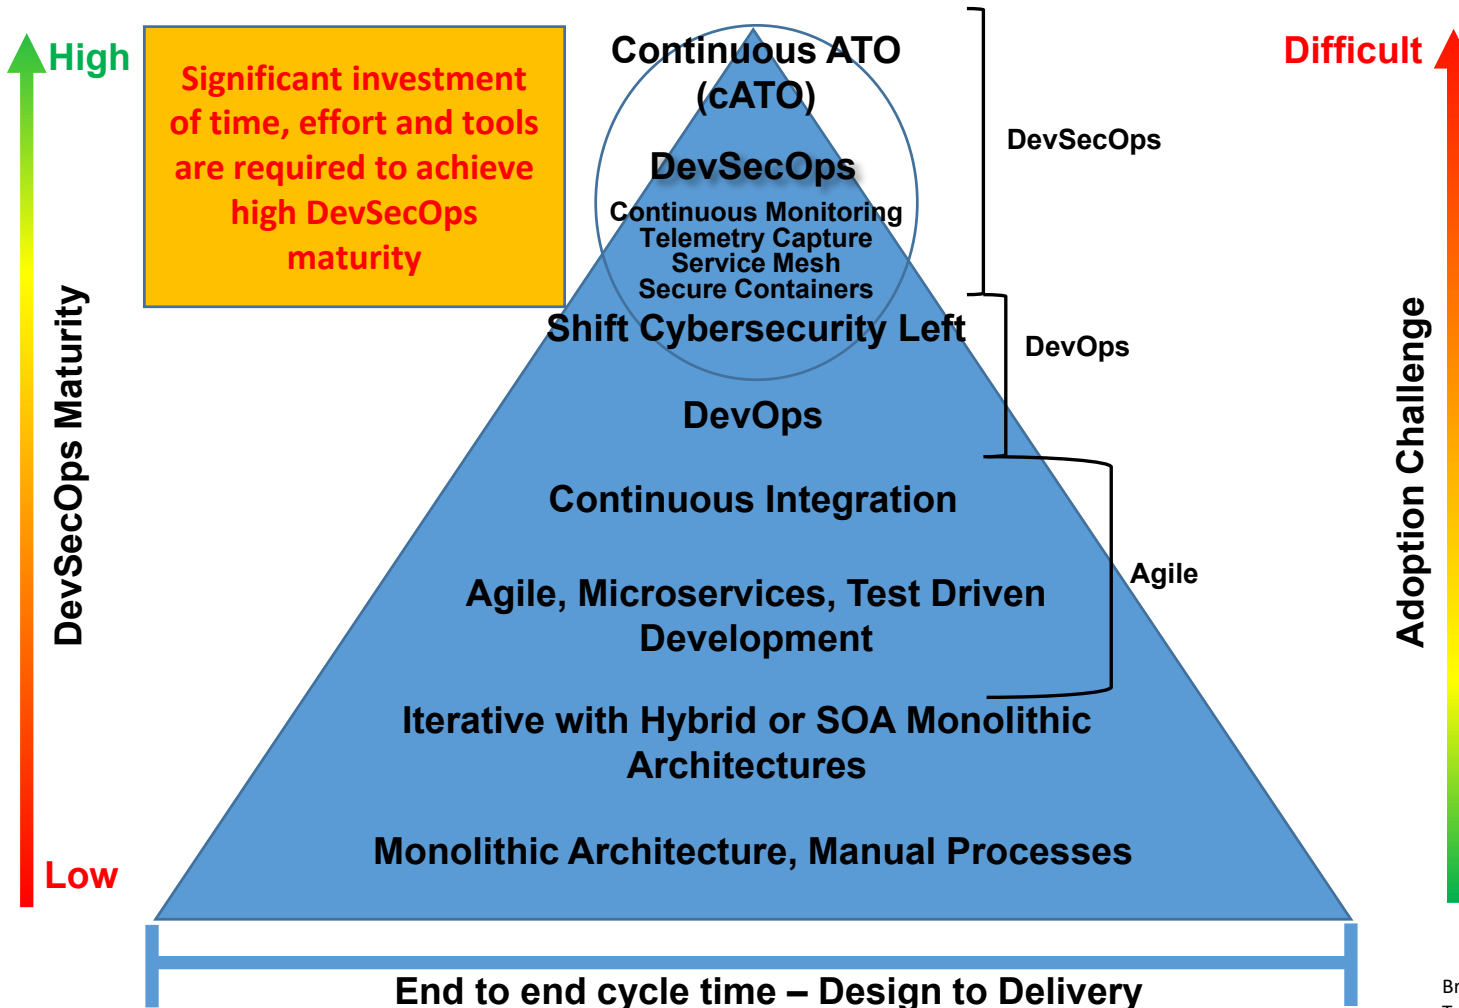 High
Significant investment
of time, effort and tools
are required to achieve
high DevSecOps
maturity
Continuous ATO
(cATO)
DevSecOps
Continuous Monitoring
Telemetry Capture
Service Mesh
Secure Containers
Shift Cybersecurity Left
DevOps
Continuous Integration
Agile, Microservices, Test Driven
Development
Iterative with Hybrid or SOA Monolithic
Architectures
Monolithic Architecture, Manual Processes
DevSecOps
DevOps
Agile
Difficult
DevSecOps Maturity
Adoption Challenge
Low
End to end cycle time – Design to Delivery